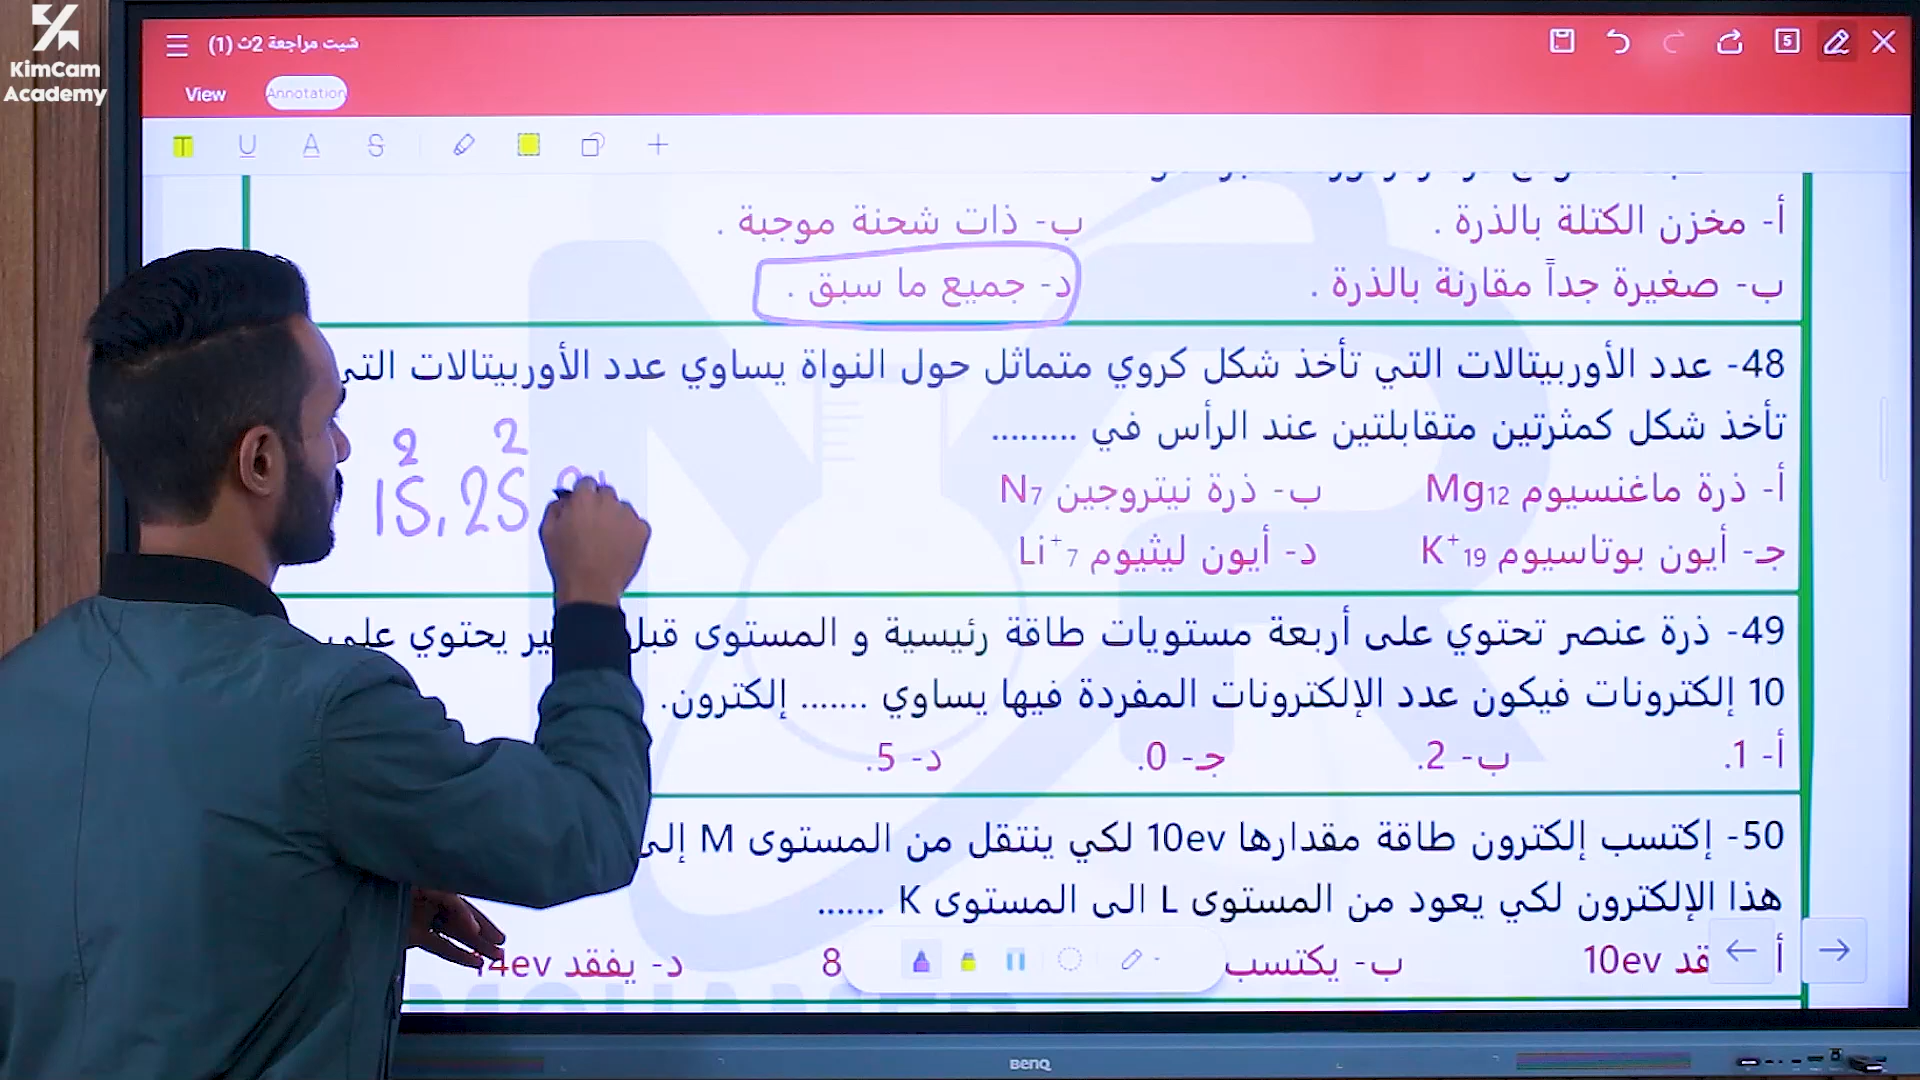 KimCam
Academy
شيت مراجعة 2ث (1)
View
Annotation
أ- مخزن الكتلة بالذرة . ب- ذات شحنة موجبة .
ب- صغيرة جداً مقارنة بالذرة . د- جميع ما سبق .
48- عدد الأوربيتالات التي تأخذ شكل كروي متماثل حول النواة يساوي عدد الأوربيتالات التي
تأخذ شكل كمثرتين متقابلتين عند الرأس في .........
أ- ذرة ماغنسيوم Mg12 ب- ذرة نيتروجين N7
جـ- أيون بوتاسيوم K+19 د- أيون ليثيوم Li+7
1S2, 2S2
49- ذرة عنصر تحتوي على أربعة مستويات طاقة رئيسية و المستوى يحتوي على
10 إلكترونات فيكون عدد الإلكترونات المفردة فيها يساوي ....... إلكترون.
أ- 1. ب- 2. جـ- 0. د- 5.
50- إكتسب إلكترون طاقة مقدارها 10ev لكي ينتقل من المستوى M إلى
هذا الإلكترون لكي يعود من المستوى L الى المستوى K .......
أ 10ev ب- يكتسب 8 د- يفقد 14ev
BenQ